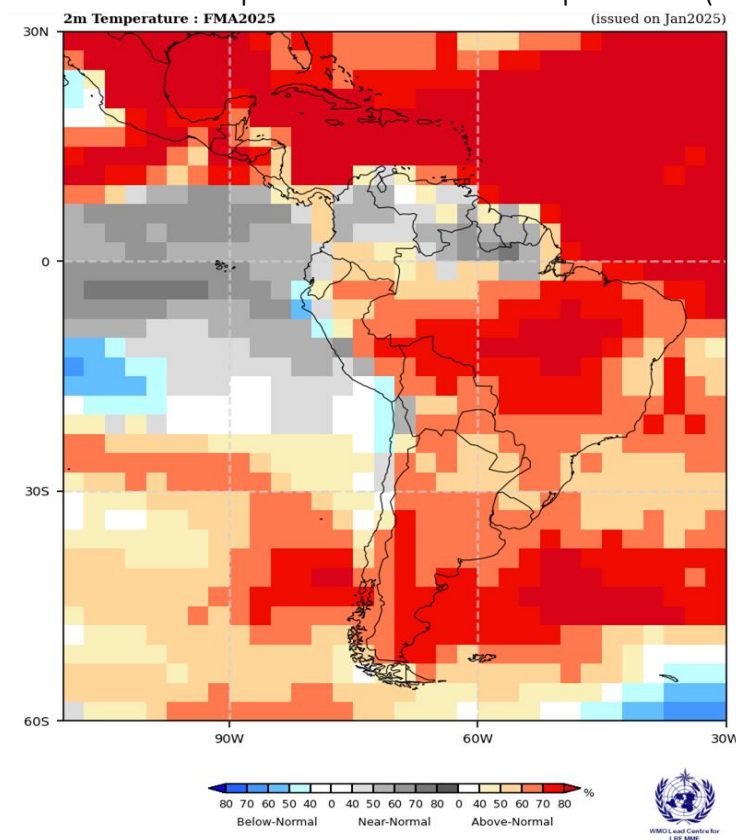 2m Temperature : FMA2025 (issued on Jan2025)
30N
0
30S
60S
90W 60W 30W
80 70 60 50 40 0 40 50 60 70 80 0 40 50 60 70 80 %
Below-Normal Near-Normal Above-Normal
WMO Lead Centre for